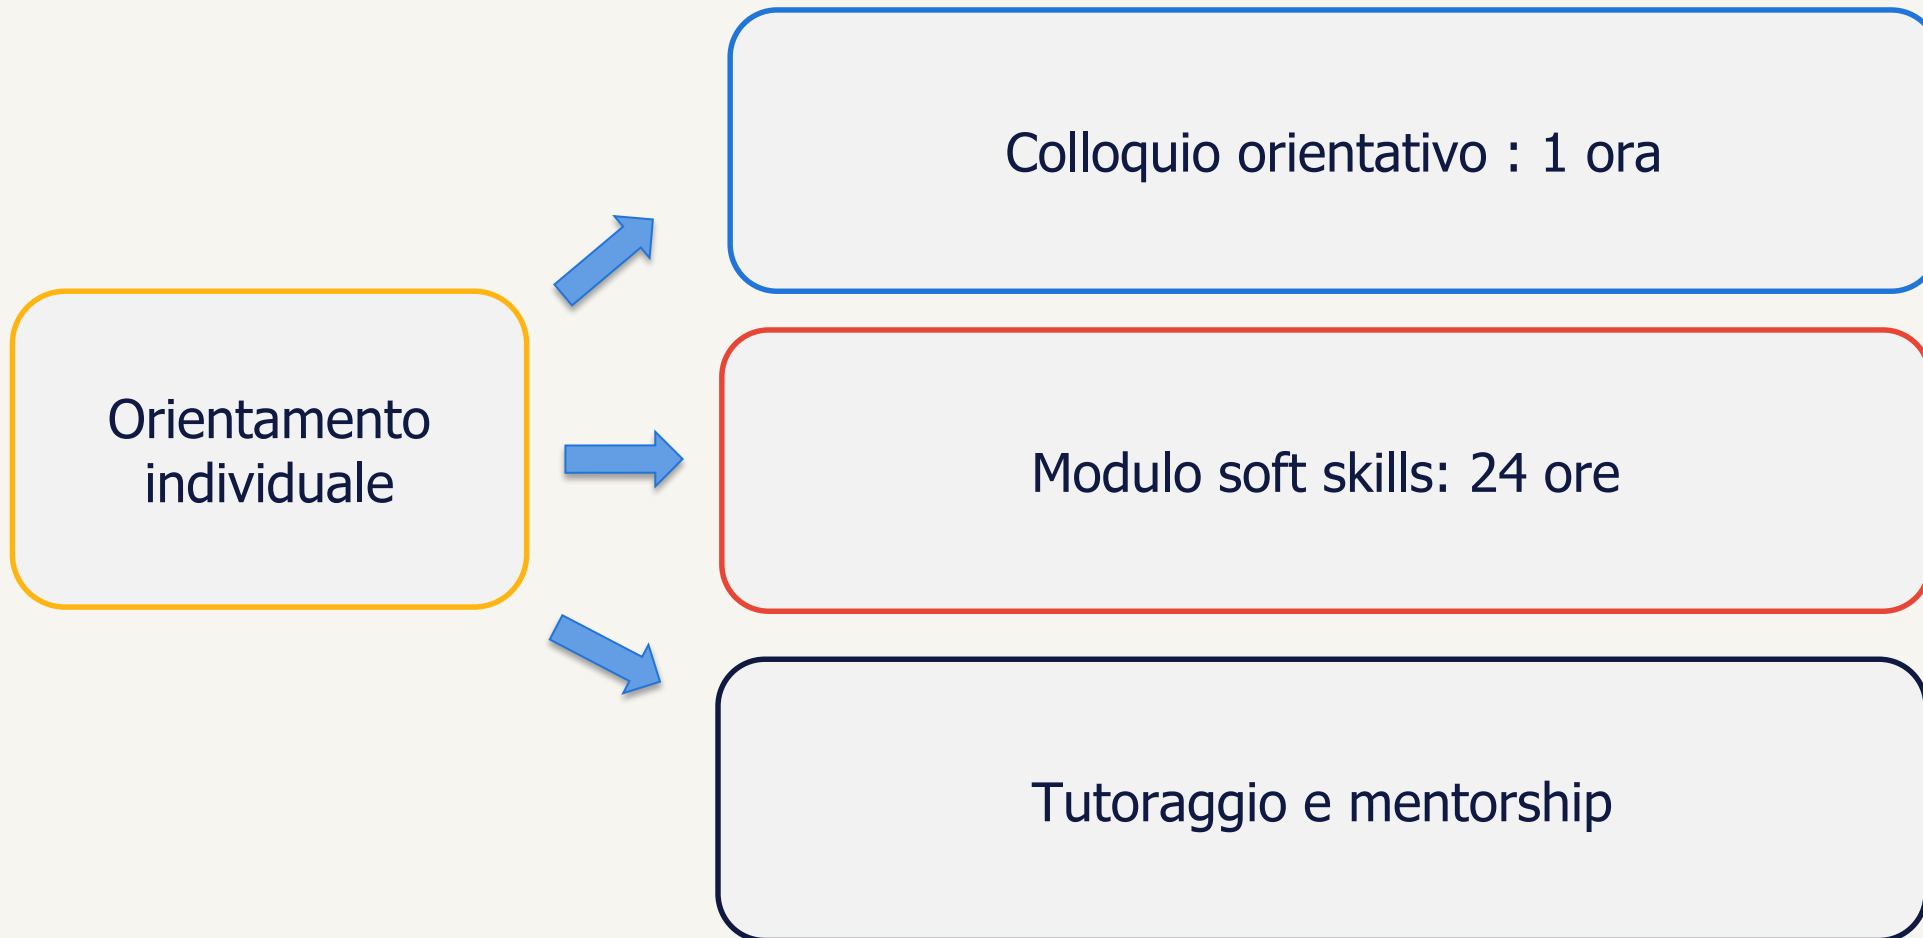 Colloquio orientativo : 1 ora
Orientamento
individuale
Modulo soft skills: 24 ore
Tutoraggio e mentorship